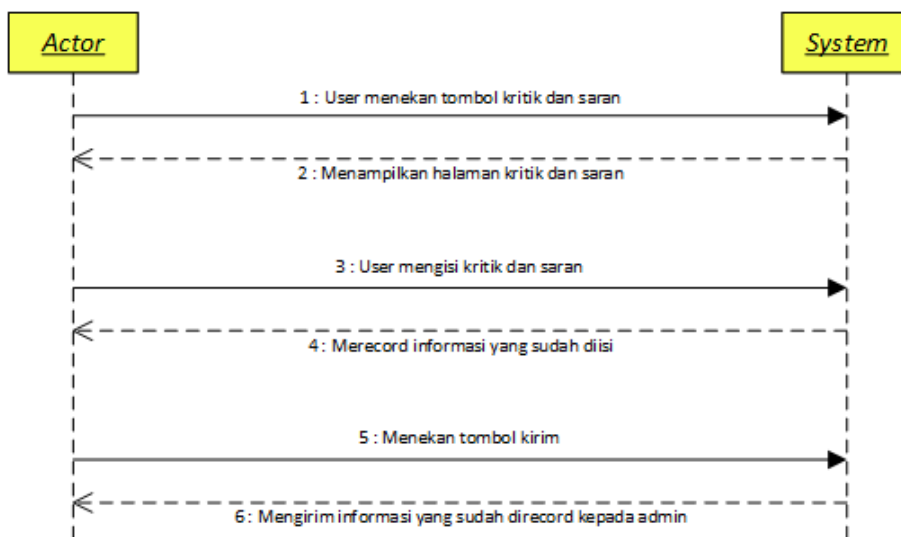 Actor
System
1 : User menekan tombol kritik dan saran
2 : Menampilkan halaman kritik dan saran
3 : User mengisi kritik dan saran
4 : Merecord informasi yang sudah diisi
5 : Menekan tombol kirim
6 : Mengirim informasi yang sudah direcord kepada admin